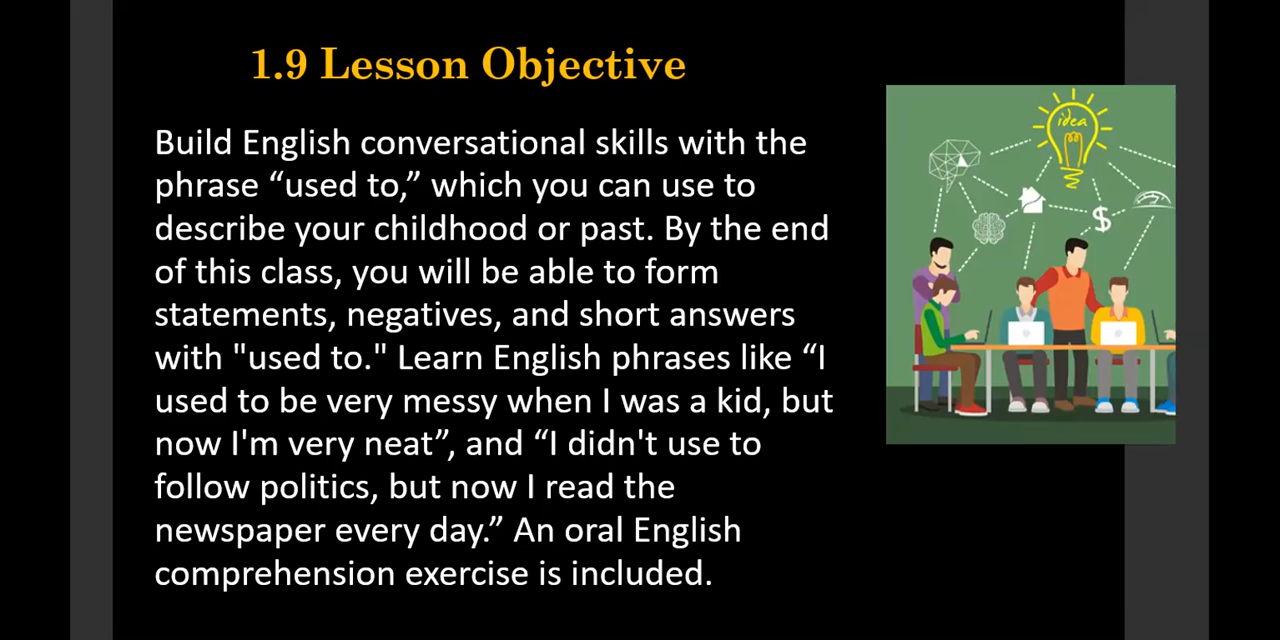 1.9 Lesson Objective
Build English conversational skills with the
phrase “used to,” which you can use to
describe your childhood or past. By the end
of this class, you will be able to form
statements, negatives, and short answers
with "used to." Learn English phrases like “I
used to be very messy when I was a kid, but
now I'm very neat”, and “I didn't use to
follow politics, but now I read the
newspaper every day.” An oral English
comprehension exercise is included.
idea
$